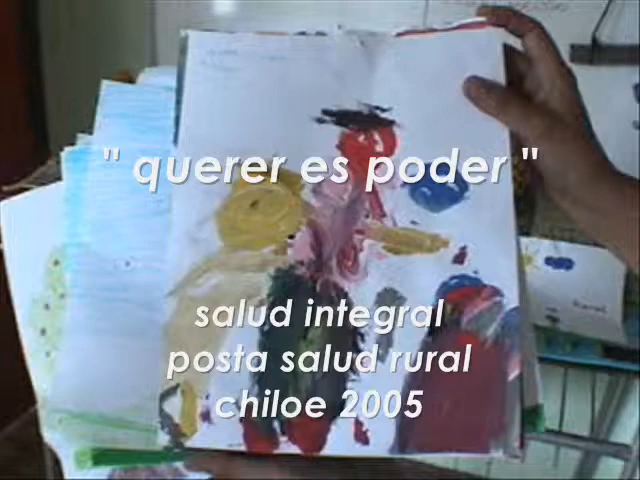 " querer es poder "
salud integral
posta salud rural
chiloe 2005